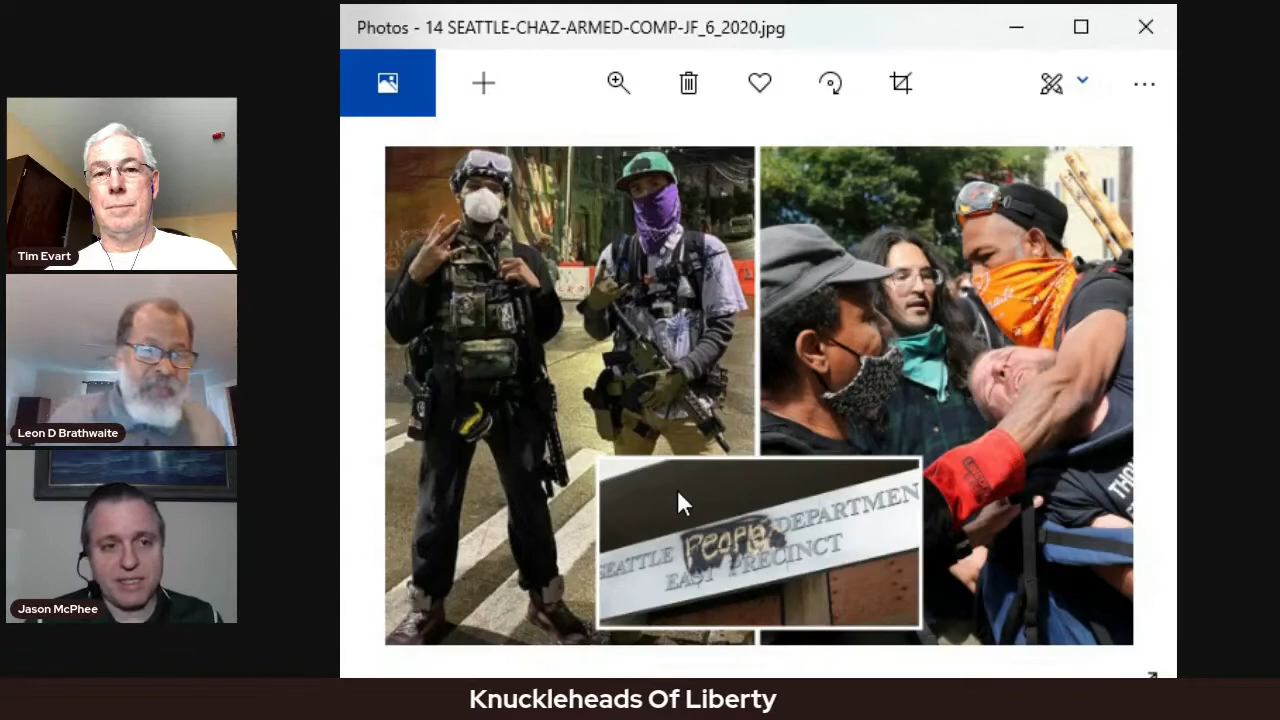 Photos - 14 SEATTLE-CHAZ-ARMED-COMP-JF_6_2020.jpg
Tim Evart
Leon D Brathwaite
Jason McPhee
SEATTLE PEOPLE DEPARTMEN
EAST PRECINCT
Knuckleheads Of Liberty